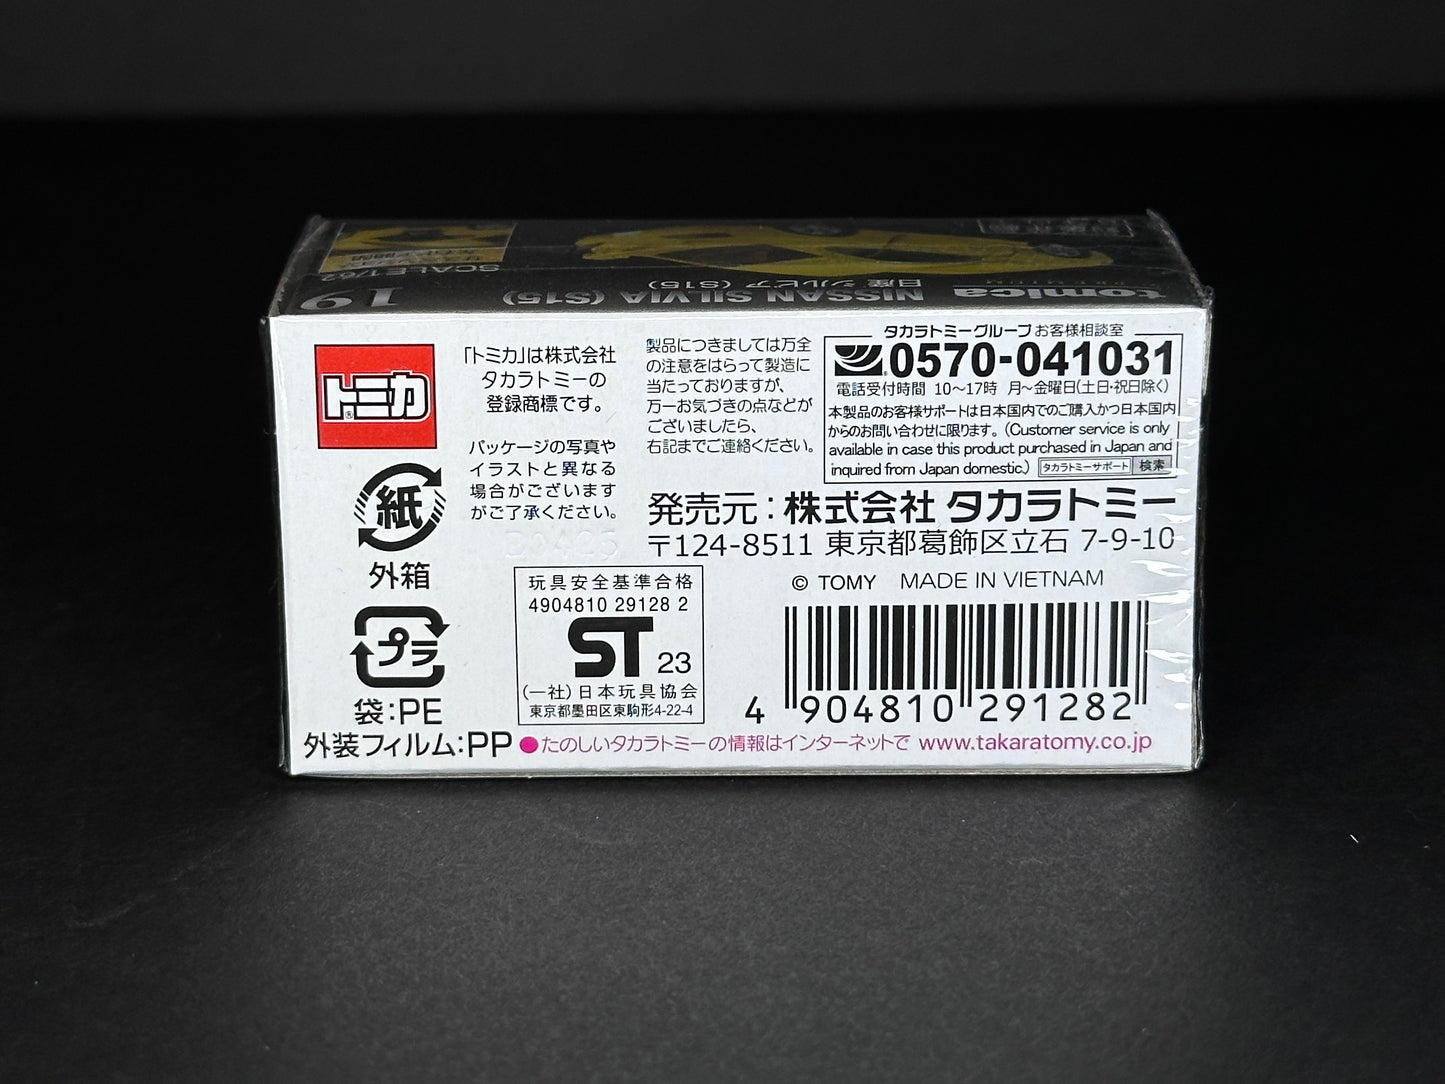 日産 シルビア (S15)
NISSAN SILVIA (S15)
tomica
19
トミカ
®
「トミカ」は株式会社
タカラトミーの
登録商標です。
パッケージの写真や
イラストと異なる
場合がございます
がご了承ください。
製品につきましては万全
の注意をはらって製造に
当たっておりますが、
万一お気づきの点などが
ございましたら、
右記までご連絡ください。
タカラトミーグループ お客様相談室
0570-041031
電話受付時間 10〜17時 月〜金曜日(土日・祝日除く)
本製品のお客様サポートは日本国内でのご購入かつ日本国内
からのお問い合わせに限ります。(Customer service is only
available in case this product purchased in Japan and
inquired from Japan domestic.) タカラトミーサポート 検索
発売元：株式会社 タカラトミー
〒124-8511 東京都葛飾区立石 7-9-10
© TOMY MADE IN VIETNAM
紙
外箱
プラ
袋：PE
外装フィルム：PP
玩具安全基準合格
4904810 29128 2
ST 23
(一社)日本玩具協会
東京都墨田区東駒形4-22-4
4 904810 291282
●たのしいタカラトミーの情報はインターネットで www.takaratomy.co.jp